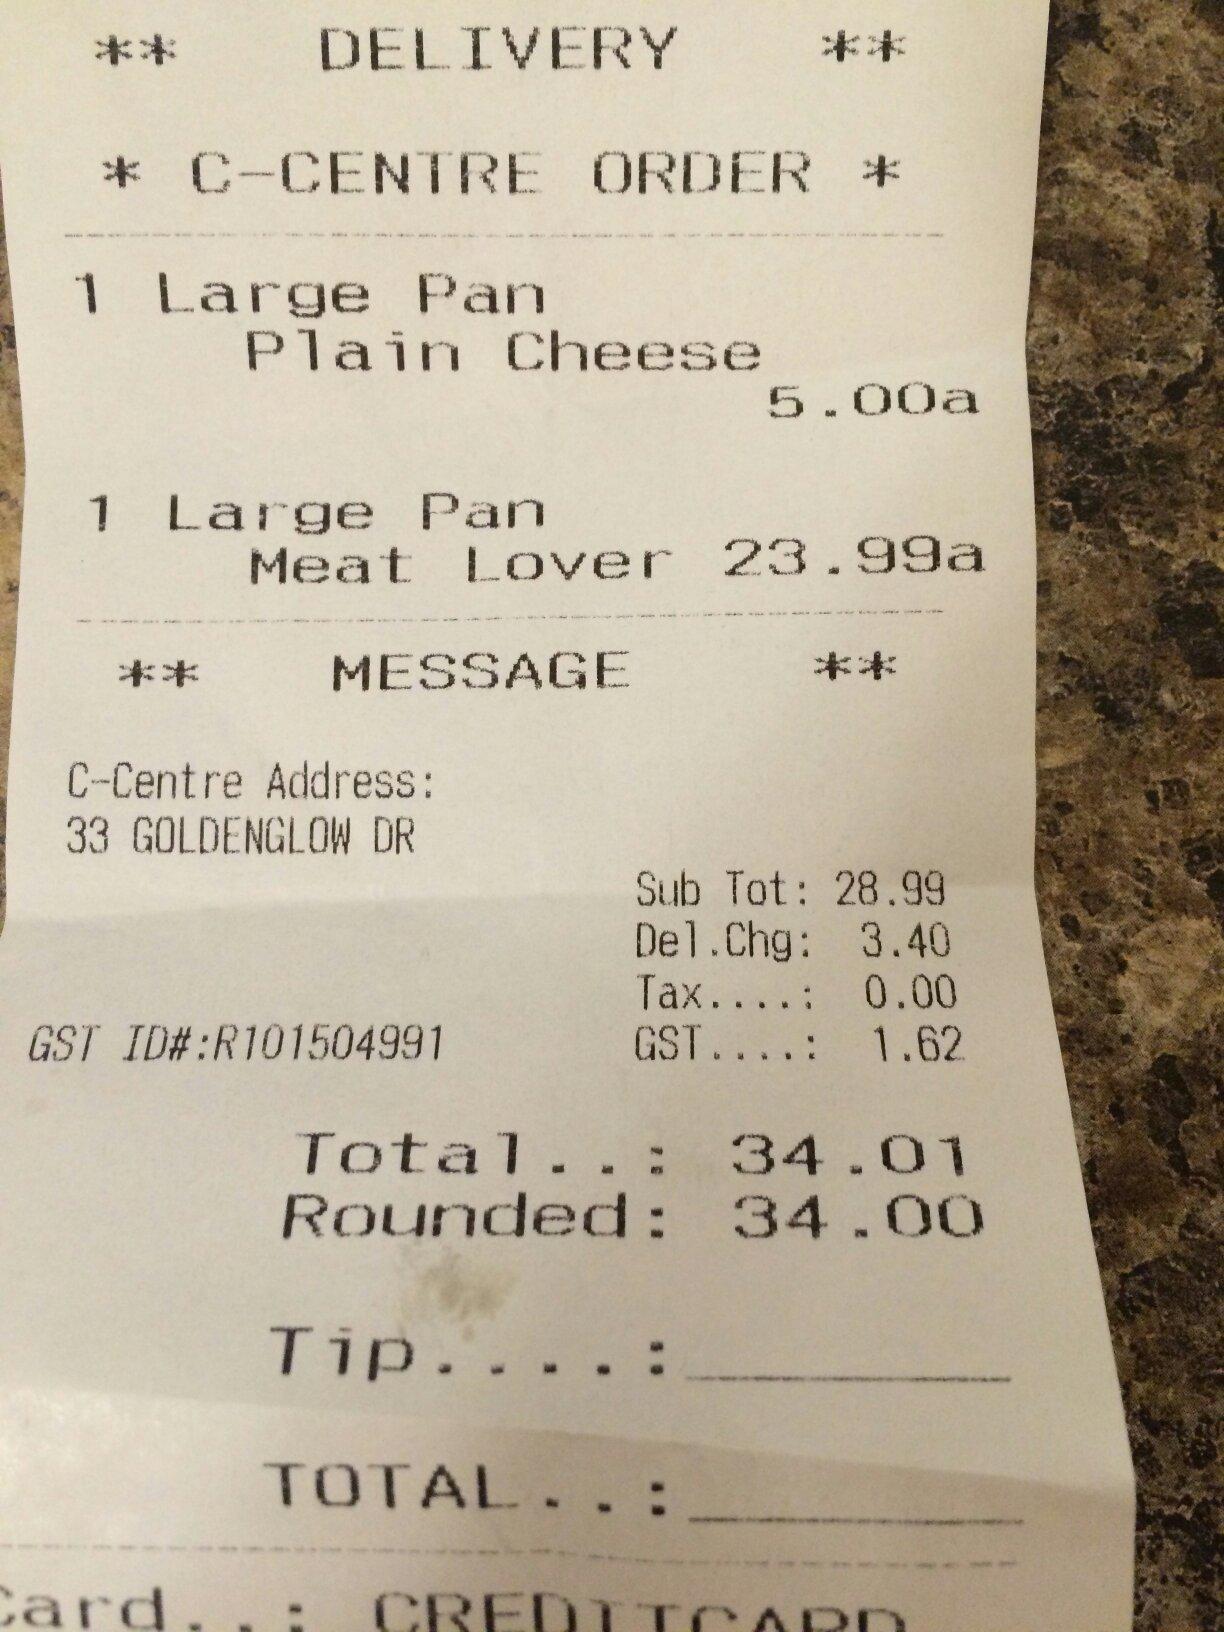 ** DELIVERY **
* C-CENTRE ORDER *
1 Large Pan
Plain Cheese
5.00a
1 Large Pan
Meat Lover 23.99a
** MESSAGE **
C-Centre Address:
33 GOLDENGLOW DR
Sub Tot: 28.99
Del.Chg: 3.40
Tax....: 0.00
GST ID#:R101504991 GST....: 1.62
Total..: 34.01
Rounded: 34.00
Tip....:
TOTAL..:
Card..: CREDITCARD